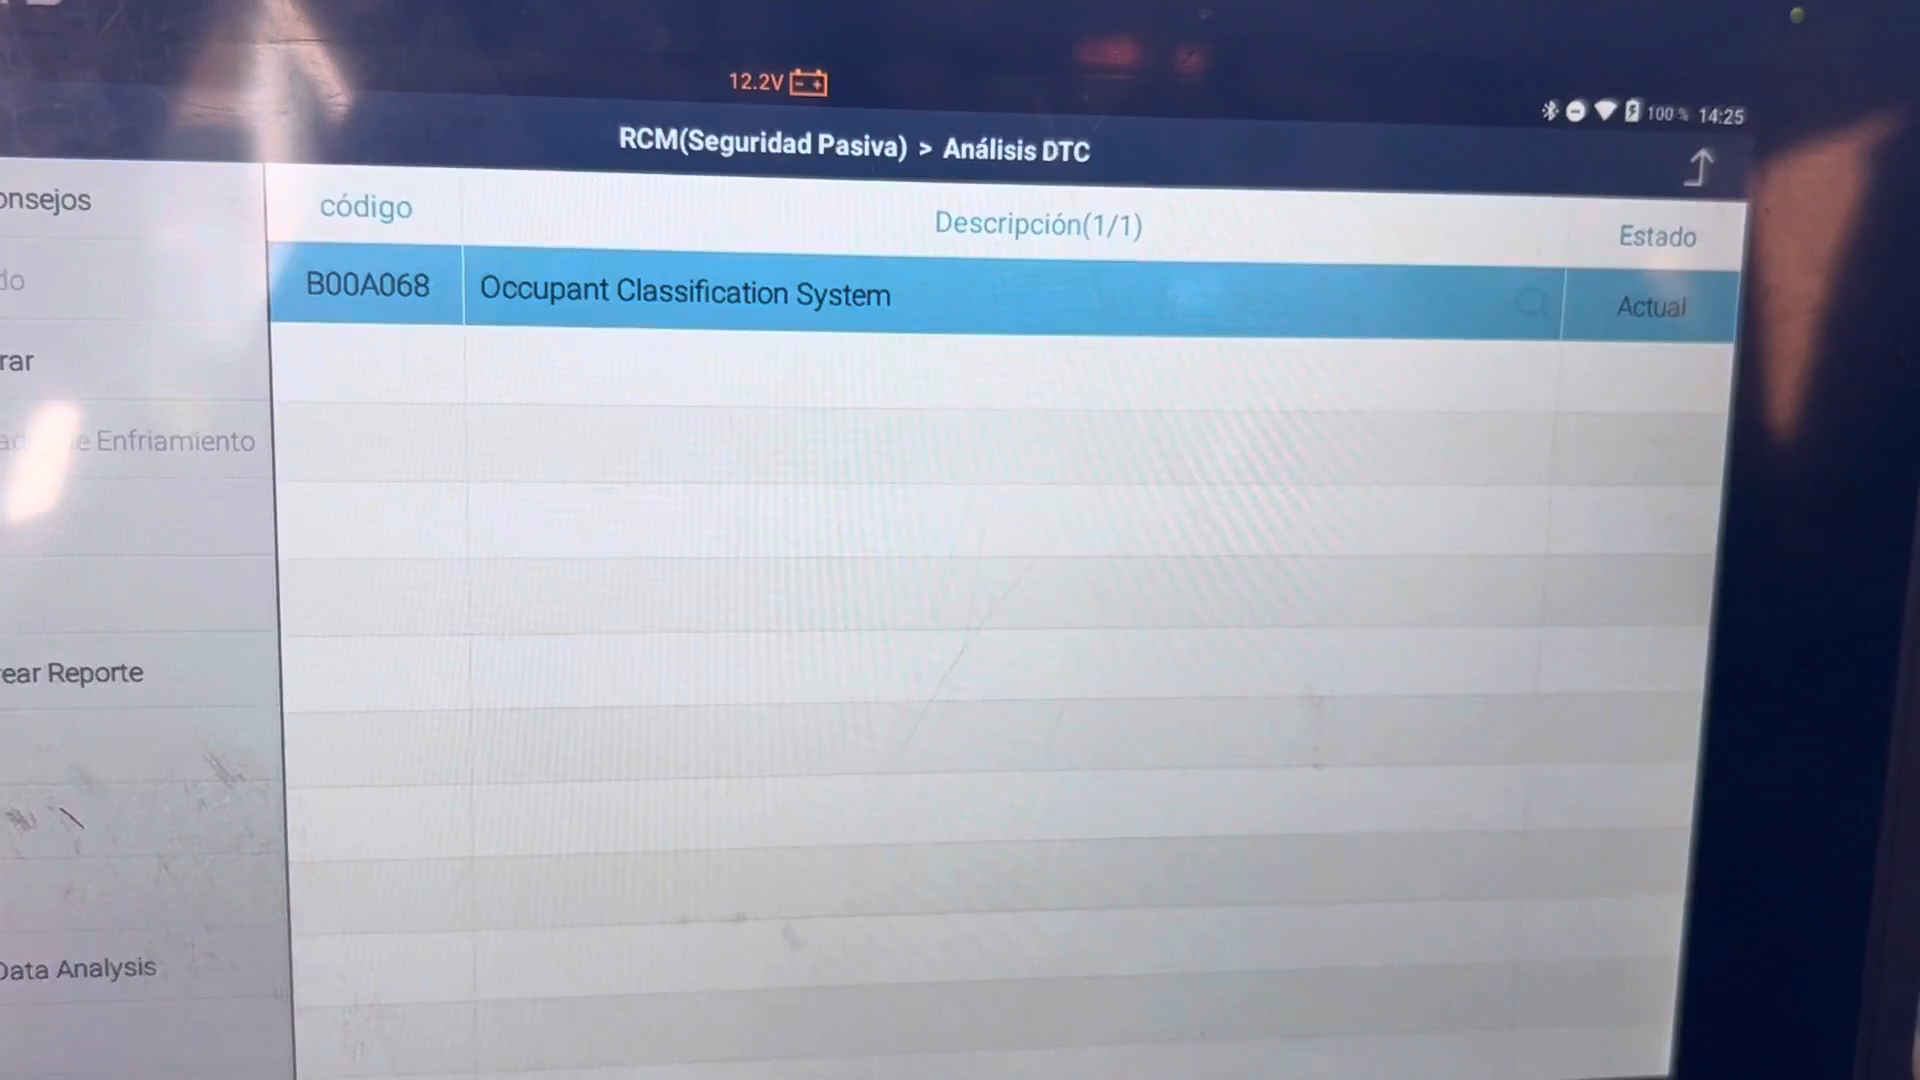 12.2V
100 % 14:25
RCM(Seguridad Pasiva) > Análisis DTC
onsejos
código
Descripción(1/1)
Estado
do
B00A068
Occupant Classification System
Actual
rar
e Enfriamiento
ear Reporte
Data Analysis